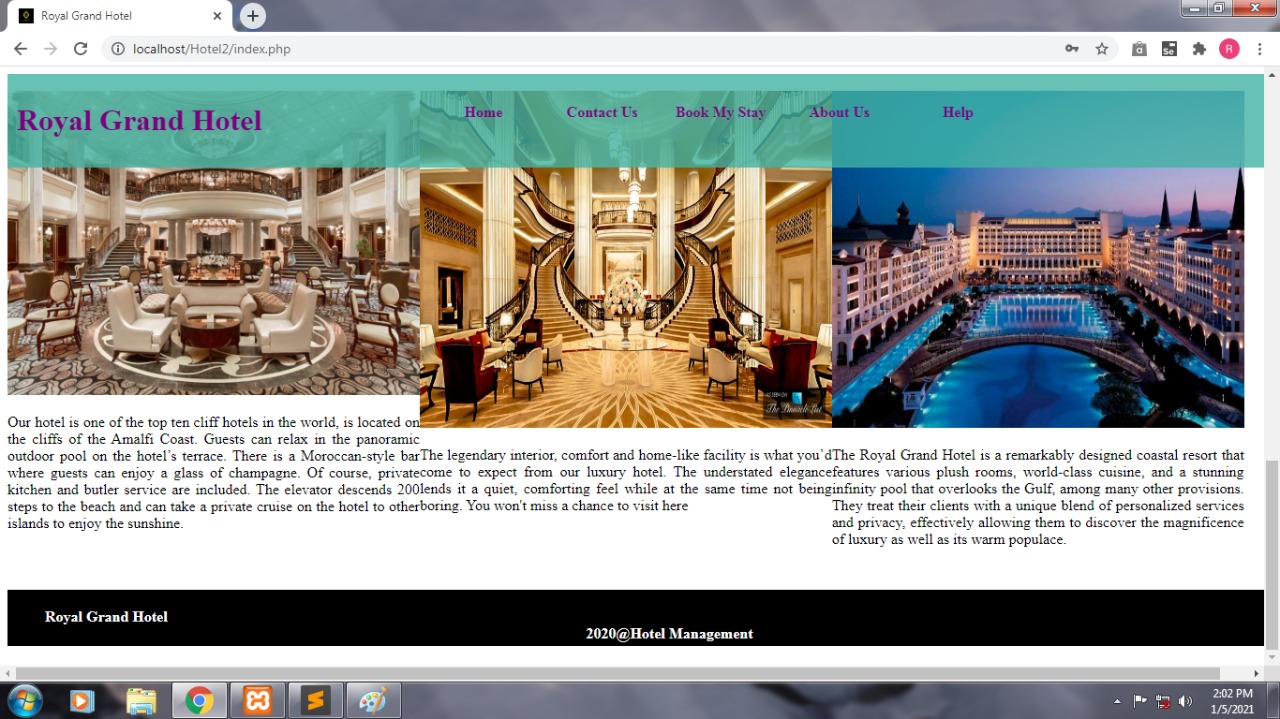 Royal Grand Hotel
localhost/Hotel2/index.php
R
Royal Grand Hotel
Home
Contact Us
Book My Stay
About Us
Help
AS SEEN ON
The Pinnacle List
Our hotel is one of the top ten cliff hotels in the world, is located on
the cliffs of the Amalfi Coast. Guests can relax in the panoramic
outdoor pool on the hotel's terrace. There is a Moroccan-style bar
where guests can enjoy a glass of champagne. Of course, private
kitchen and butler service are included. The elevator descends 200
steps to the beach and can take a private cruise on the hotel to other
islands to enjoy the sunshine.
The legendary interior, comfort and home-like facility is what you'd
come to expect from our luxury hotel. The understated elegance
lends it a quiet, comforting feel while at the same time not being
boring. You won't miss a chance to visit here
The Royal Grand Hotel is a remarkably designed coastal resort that
features various plush rooms, world-class cuisine, and a stunning
infinity pool that overlooks the Gulf, among many other provisions.
They treat their clients with a unique blend of personalized services
and privacy, effectively allowing them to discover the magnificence
of luxury as well as its warm populace.
Royal Grand Hotel
2020@Hotel Management
2:02 PM
1/5/2021